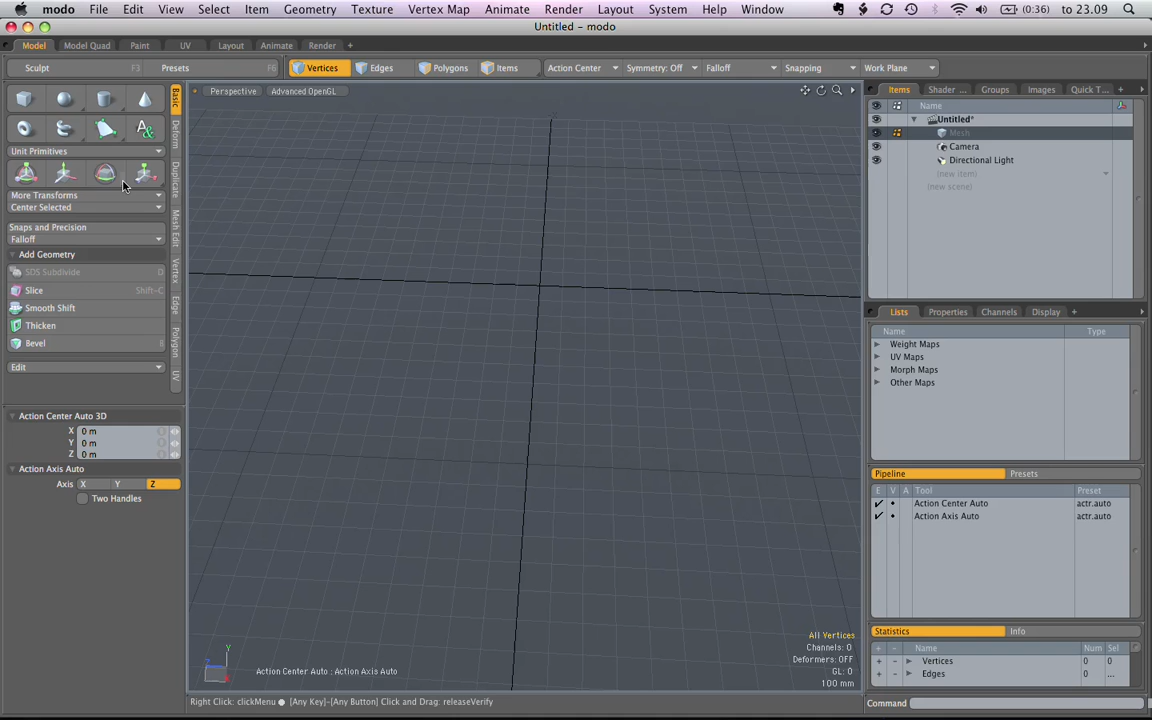 modo File Edit View Select Item Geometry Texture Vertex Map Animate Render Layout System Help Window (0:36) to 23.09
Untitled – modo
Model Model Quad Paint UV Layout Animate Render +
Sculpt F3 Presets F6 Vertices Edges Polygons Items Action Center Symmetry: Off Falloff Snapping Work Plane
Perspective Advanced OpenGL
Items Shader ... Groups Images Quick T... +
Name
Untitled*
Mesh
Camera
Directional Light
(new item)
(new scene)
Basic
Deform
Duplicate
Mesh Edit
Vertex
Edge
Polygon
UV
Unit Primitives
More Transforms
Center Selected
Snaps and Precision
Falloff
Add Geometry
SDS Subdivide D
Slice Shift-C
Smooth Shift
Thicken
Bevel B
Edit
Action Center Auto 3D
X 0 m
Y 0 m
Z 0 m
Action Axis Auto
Axis X Y Z
Two Handles
Lists Properties Channels Display +
Name Type
Weight Maps
UV Maps
Morph Maps
Other Maps
Pipeline Presets
E V A Tool Preset
Action Center Auto actr.auto
Action Axis Auto actr.auto
Statistics Info
+ - Name Num Sel
+ - Vertices 0 0
+ - Edges 0 ...
All Vertices
Channels: 0
Deformers: OFF
GL: 0
100 mm
Y
Z
Action Center Auto : Action Axis Auto
Right Click: clickMenu ● [Any Key]-[Any Button] Click and Drag: releaseVerify
Command